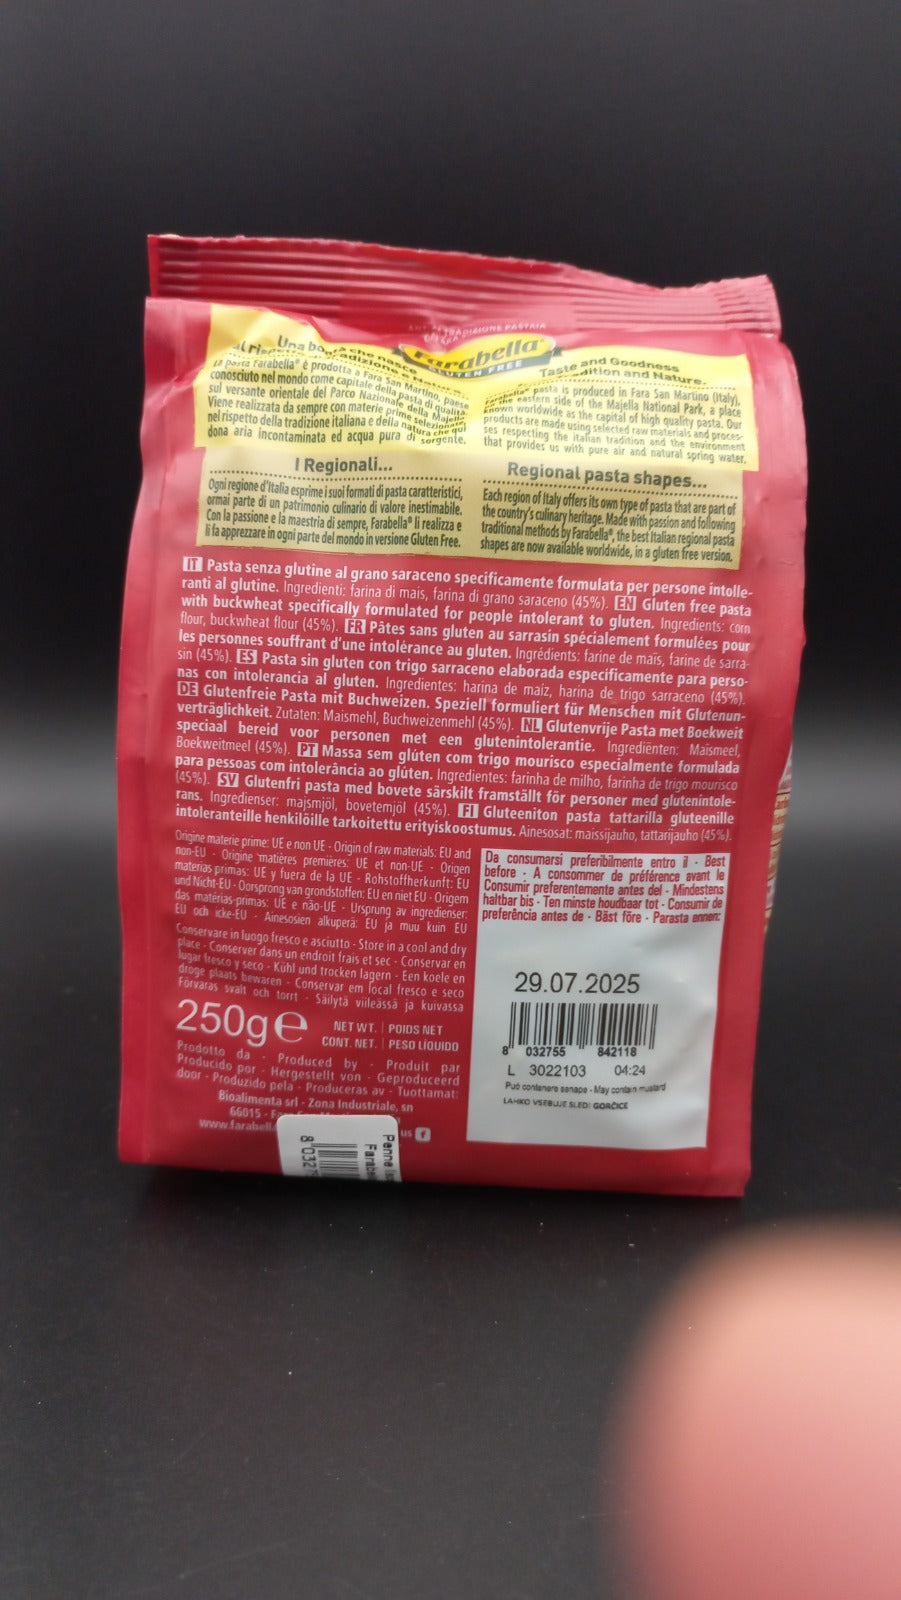 DELLA TRADIZIONE PASTAIA
Farabella®
GLUTEN FREE
Una bontà che nasce
La pasta Farabella® è prodotta a Fara San Martino, paese
conosciuto nel mondo come capitale della pasta di qualità,
sul versante orientale del Parco Nazionale della Majella.
Viene realizzata da sempre con materie prime selezionate
nel rispetto della tradizione italiana e della natura che qui
dona aria incontaminata ed acqua pura di sorgente.
Taste and Goodness
Tradition and Nature.
Farabella® pasta is produced in Fara San Martino (Italy),
on the eastern side of the Majella National Park, a place
known worldwide as the capital of high quality pasta. Our
products are made using selected raw materials and proces-
ses respecting the italian tradition and the environment
that provides us with pure air and natural spring water.
I Regionali...
Ogni regione d'Italia esprime i suoi formati di pasta caratteristici,
ormai parte di un patrimonio culinario di valore inestimabile.
Con la passione e la maestria di sempre, Farabella® li realizza e
li fa apprezzare in ogni parte del mondo in versione Gluten Free.
Regional pasta shapes...
Each region of Italy offers its own type of pasta that are part of
the country's culinary heritage. Made with passion and following
traditional methods by Farabella®, the best Italian regional pasta
shapes are now available worldwide, in a gluten free version.
IT Pasta senza glutine al grano saraceno specificamente formulata per persone intolle-
ranti al glutine. Ingredienti: farina di mais, farina di grano saraceno (45%). EN Gluten free pasta
with buckwheat specifically formulated for people intolerant to gluten. Ingredients: corn
flour, buckwheat flour (45%). FR Pâtes sans gluten au sarrasin spécialement formulées pour
les personnes souffrant d'une intolérance au gluten. Ingrédients: farine de maïs, farine de sarra-
sin (45%). ES Pasta sin gluten con trigo sarraceno elaborada especificamente para perso-
nas con intolerancia al gluten. Ingredientes: harina de maiz, harina de trigo sarraceno (45%).
DE Glutenfreie Pasta mit Buchweizen. Speziell formuliert für Menschen mit Glutenun-
verträglichkeit. Zutaten: Maismehl, Buchweizenmehl (45%). NL Glutenvrije Pasta met Boekweit
speciaal bereid voor personen met een glutenintolerantie. Ingrediënten: Maismeel,
Boekweitmeel (45%). PT Massa sem glúten com trigo mourisco especialmente formulada
para pessoas com intolerância ao glúten. Ingredientes: farinha de milho, farinha de trigo mourisco
(45%). SV Glutenfri pasta med bovete särskilt framställt för personer med glutenintole-
rans. Ingredienser: majsmjöl, bovetemjöl (45%). FI Gluteeniton pasta tattarilla gluteenille
intoleranteille henkilöille tarkoitettu erityiskoostumus. Ainesosat: maissijauho, tattarijauho (45%).
Origine materie prime: UE e non UE - Origin of raw materials: EU and
non-EU - Origine matières premières: UE et non-UE - Origen
materias primas: UE y fuera de la UE - Rohstoffherkunft: EU
und Nicht-EU - Oorsprong van grondstoffen: EU en niet EU - Origem
das matérias-primas: UE e não-UE - Ursprung av ingredienser:
EU och icke-EU - Ainesosien alkuperä: EU ja muu kuin EU
Conservare in luogo fresco e asciutto - Store in a cool and dry
place - Conserver dans un endroit frais et sec - Conservar en
lugar fresco y seco - Kühl und trocken lagern - Een koele en
droge plaats bewaren - Conservar em local fresco e seco
Förvaras svalt och torrt - Säilytä viileässä ja kuivassa
250g e
NET WT. | POIDS NET
CONT. NET. | PESO LÍQUIDO
Prodotto da - Produced by - Produit par
Producido por - Hergestellt von - Geproduceerd
door - Produzido pela - Produceras av - Tuottamat:
Bioalimenta srl - Zona Industriale, sn
66015 -
www.farabell
us
Da consumarsi preferibilmente entro il - Best
before - A consommer de préférence avant le
Consumir preferentemente antes del - Mindestens
haltbar bis - Ten minste houdbaar tot - Consumir de
preferência antes de - Bäst före - Parasta ennen:
29.07.2025
8 032755 842118
L 3022103 04:24
Può contenere senape - May contain mustard
LAHKO VSEBUJE SLEDI GORČICE
Penne
Farabe
8 0327